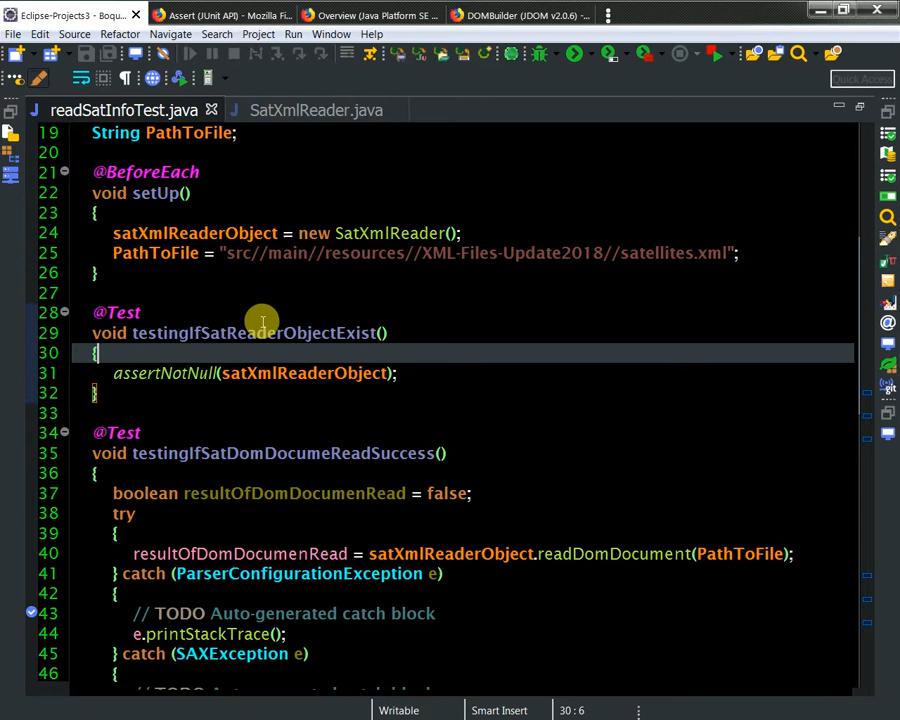 Eclipse-Projects3 - Boqu... Assert (JUnit API) - Mozilla Fi... Overview (Java Platform SE ... DOMBuilder (JDOM v2.0.6) - ...
File Edit Source Refactor Navigate Search Project Run Window Help
Quick Access
readSatInfoTest.java SatXmlReader.java
19 String PathToFile;
20
21 @BeforeEach
22 void setUp()
23 {
24 satXmlReaderObject = new SatXmlReader();
25 PathToFile = "src//main//resources//XML-Files-Update2018//satellites.xml";
26 }
27
28 @Test
29 void testingIfSatReaderObjectExist()
30 {
31 assertNotNull(satXmlReaderObject);
32 }
33
34 @Test
35 void testingIfSatDomDocumeReadSuccess()
36 {
37 boolean resultOfDomDocumenRead = false;
38 try
39 {
40 resultOfDomDocumenRead = satXmlReaderObject.readDomDocument(PathToFile);
41 } catch (ParserConfigurationException e)
42 {
43 // TODO Auto-generated catch block
44 e.printStackTrace();
45 } catch (SAXException e)
46 {
Writable Smart Insert 30 : 6